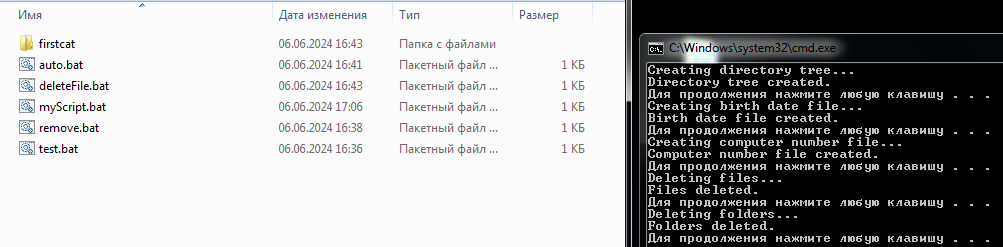 Имя Дата изменения Тип Размер
firstcat 06.06.2024 16:43 Папка с файлами
auto.bat 06.06.2024 16:41 Пакетный файл ... 1 КБ
deleteFile.bat 06.06.2024 16:43 Пакетный файл ... 1 КБ
myScript.bat 06.06.2024 17:06 Пакетный файл ... 1 КБ
remove.bat 06.06.2024 16:38 Пакетный файл ... 1 КБ
test.bat 06.06.2024 16:36 Пакетный файл ... 1 КБ
C:\Windows\system32\cmd.exe
Creating directory tree...
Directory tree created.
Для продолжения нажмите любую клавишу . . .
Creating birth date file...
Birth date file created.
Для продолжения нажмите любую клавишу . . .
Creating computer number file...
Computer number file created.
Для продолжения нажмите любую клавишу . . .
Deleting files...
Files deleted.
Для продолжения нажмите любую клавишу . . .
Deleting folders...
Folders deleted.
Для продолжения нажмите любую клавишу . . .